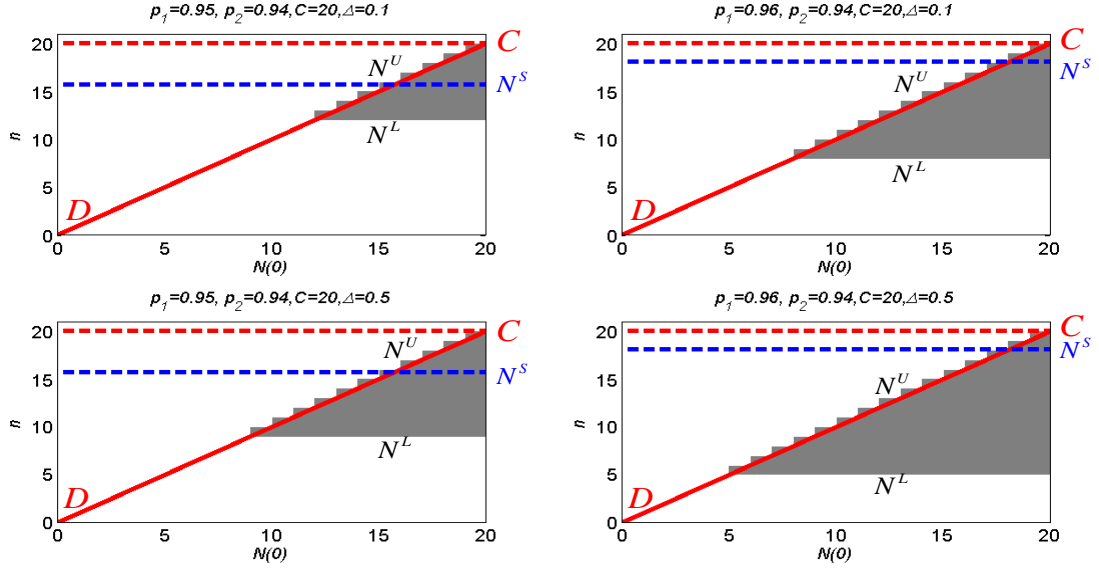 p₁=0.95, p₂=0.94,C=20,Δ=0.1
20
15
10
5
0
n
D
N^U
N^L
C
N^S
0 5 10 15 20
N(0)
p₁=0.96, p₂=0.94,C=20,Δ=0.1
20
15
10
5
0
n
D
N^U
N^L
C
N^S
0 5 10 15 20
N(0)
p₁=0.95, p₂=0.94,C=20,Δ=0.5
20
15
10
5
0
n
D
N^U
N^L
C
N^S
0 5 10 15 20
N(0)
p₁=0.96, p₂=0.94,C=20,Δ=0.5
20
15
10
5
0
n
D
N^U
N^L
C
N^S
0 5 10 15 20
N(0)